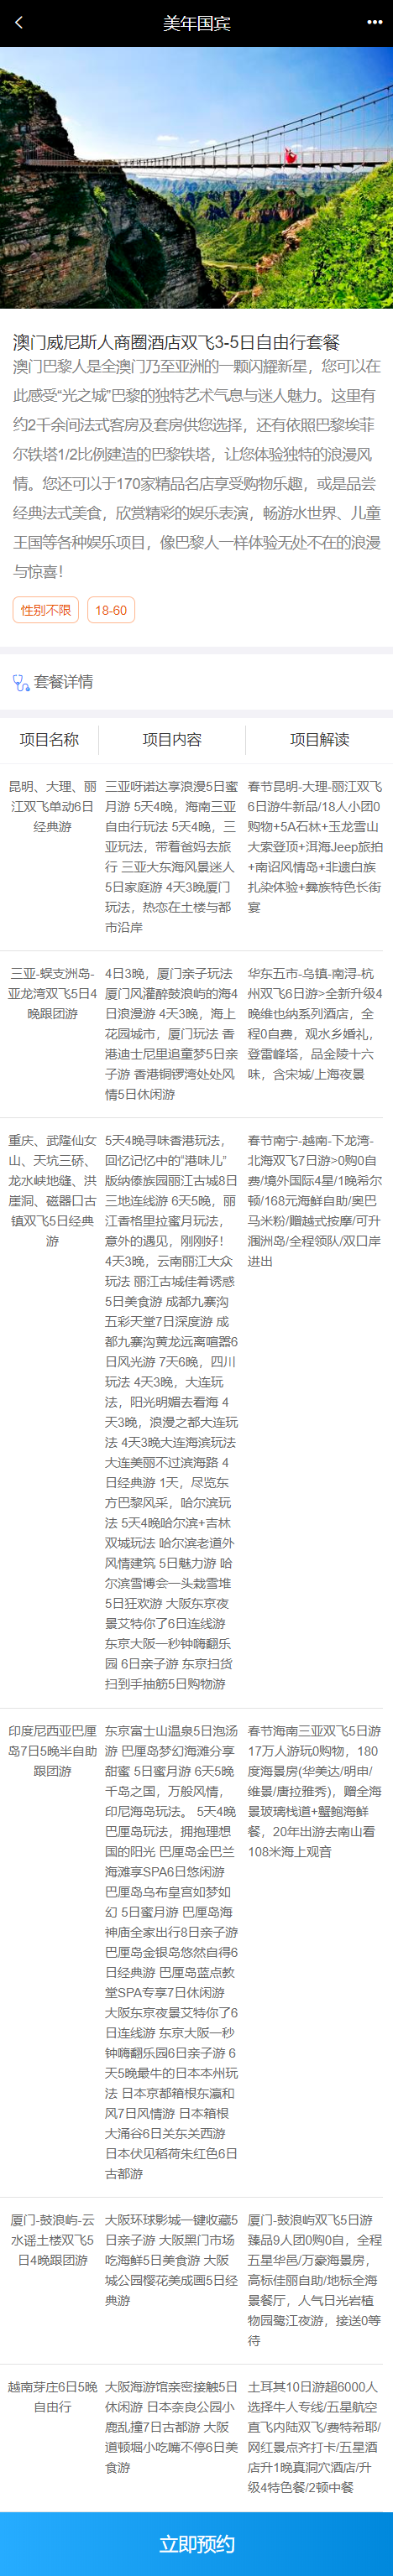 美年国宾
澳门威尼斯人商圈酒店双飞3-5日自由行套餐
澳门巴黎人是全澳门乃至亚洲的一颗闪耀新星，您可以在
此感受“光之城”巴黎的独特艺术气息与迷人魅力。这里有
约2千余间法式客房及套房供您选择，还有依照巴黎埃菲
尔铁塔1/2比例建造的巴黎铁塔，让您体验独特的浪漫风
情。您还可以于170家精品名店享受购物乐趣，或是品尝
经典法式美食，欣赏精彩的娱乐表演，畅游水世界、儿童
王国等各种娱乐项目，像巴黎人一样体验无处不在的浪漫
与惊喜！
性别不限 18-60
套餐详情
项目名称 项目内容 项目解读
昆明、大理、丽
江双飞单动6日
经典游
三亚呀诺达享浪漫5日蜜
月游 5天4晚，海南三亚
自由行玩法 5天4晚，三
亚玩法，带着爸妈去旅
行 三亚大东海风景迷人
5日家庭游 4天3晚厦门
玩法，热恋在土楼与都
市沿岸
春节昆明-大理-丽江双飞
6日游牛新品/18人小团0
购物+5A石林+玉龙雪山
大索登顶+洱海Jeep旅拍
+南诏风情岛+非遗白族
扎染体验+彝族特色长街
宴
三亚-蜈支洲岛-
亚龙湾双飞5日4
晚跟团游
4日3晚，厦门亲子玩法
厦门风灌醉鼓浪屿的海4
日浪漫游 4天3晚，海上
花园城市，厦门玩法 香
港迪士尼里追童梦5日亲
子游 香港铜锣湾处处风
情5日休闲游
华东五市-乌镇-南浔-杭
州双飞6日游>全新升级4
晚维也纳系列酒店，全
程0自费，观水乡婚礼，
登雷峰塔，品金陵十六
味，含宋城/上海夜景
重庆、武隆仙女
山、天坑三硚、
龙水峡地缝、洪
崖洞、磁器口古
镇双飞5日经典
游
5天4晚寻味香港玩法，
回忆记忆中的“港味儿”
版纳傣族园丽江古城8日
三地连线游 6天5晚，丽
江香格里拉蜜月玩法，
意外的遇见，刚刚好！
4天3晚，云南丽江大众
玩法 丽江古城佳肴诱惑
5日美食游 成都九寨沟
五彩天堂7日深度游 成
都九寨沟黄龙远离喧嚣6
日风光游 7天6晚，四川
玩法 4天3晚，大连玩
法，阳光明媚去看海 4
天3晚，浪漫之都大连玩
法 4天3晚大连海滨玩法
大连美丽不过滨海路 4
日经典游 1天，尽览东
方巴黎风采，哈尔滨玩
法 5天4晚哈尔滨+吉林
双城玩法 哈尔滨老道外
风情建筑 5日魅力游 哈
尔滨雪博会一头栽雪堆
5日狂欢游 大阪东京夜
景艾特你了6日连线游
东京大阪一秒钟嗨翻乐
园 6日亲子游 东京扫货
扫到手抽筋5日购物游
春节南宁-越南-下龙湾-
北海双飞7日游>0购0自
费/境外国际4星/1晚希尔
顿/168元海鲜自助/奥巴
马米粉/赠越式按摩/可升
涠洲岛/全程领队/双口岸
进出
印度尼西亚巴厘
岛7日5晚半自助
跟团游
东京富士山温泉5日泡汤
游 巴厘岛梦幻海滩分享
甜蜜 5日蜜月游 6天5晚
千岛之国，万般风情，
印尼海岛玩法。 5天4晚
巴厘岛玩法，拥抱理想
国的阳光 巴厘岛金巴兰
海滩享SPA6日悠闲游
巴厘岛乌布皇宫如梦如
幻 5日蜜月游 巴厘岛海
神庙全家出行8日亲子游
巴厘岛金银岛悠然自得6
日经典游 巴厘岛蓝点教
堂SPA专享7日休闲游
大阪东京夜景艾特你了6
日连线游 东京大阪一秒
钟嗨翻乐园6日亲子游 6
天5晚最牛的日本本州玩
法 日本京都箱根东瀛和
风7日风情游 日本箱根
大涌谷6日关东关西游
日本伏见稻荷朱红色6日
古都游
春节海南三亚双飞5日游
17万人游玩0购物，180
度海景房(华美达/明申/
维景/唐拉雅秀)，赠全海
景玻璃栈道+蟹鲍海鲜
餐，20年出游去南山看
108米海上观音
厦门-鼓浪屿-云
水谣土楼双飞5
日4晚跟团游
大阪环球影城一键收藏5
日亲子游 大阪黑门市场
吃海鲜5日美食游 大阪
城公园樱花美成画5日经
典游
厦门-鼓浪屿双飞5日游
臻品9人团0购0自，全程
五星华邑/万豪海景房，
高标佳丽自助/地标全海
景餐厅，人气日光岩植
物园鹭江夜游，接送0等
待
越南芽庄6日5晚
自由行
大阪海游馆亲密接触5日
休闲游 日本奈良公园小
鹿乱撞7日古都游 大阪
道顿堀小吃嘴不停6日美
食游
土耳其10日游超6000人
选择牛人专线/五星航空
直飞内陆双飞/费特希耶/
网红景点齐打卡/五星酒
店升1晚真洞穴酒店/升
级4特色餐/2顿中餐
立即预约